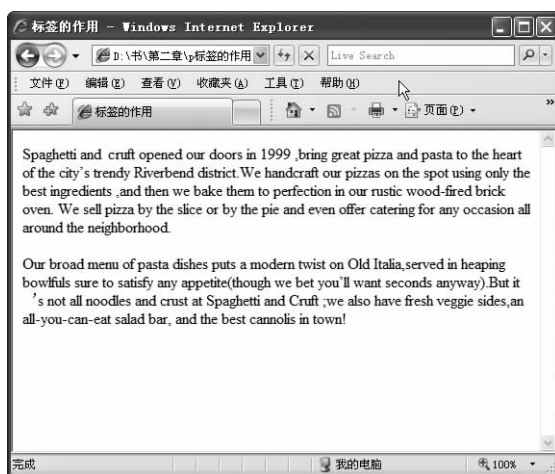 标签的作用 - Windows Internet Explorer
D:\书\第二章\p标签的作用
Live Search
文件(F) 编辑(E) 查看(V) 收藏夹(A) 工具(T) 帮助(H)
标签的作用
页面(P)
Spaghetti and cruft opened our doors in 1999 ,bring great pizza and pasta to the heart
of the city's trendy Riverbend district.We handcraft our pizzas on the spot using only the
best ingredients ,and then we bake them to perfection in our rustic wood-fired brick
oven. We sell pizza by the slice or by the pie and even offer catering for any occasion all
around the neighborhood.
Our broad menu of pasta dishes puts a modern twist on Old Italia,served in heaping
bowlfuls sure to satisfy any appetite(though we bet you'll want seconds anyway).But it
's not all noodles and crust at Spaghetti and Cruft ;we also have fresh veggie sides,an
all-you-can-eat salad bar, and the best cannolis in town!
完成
我的电脑
100%